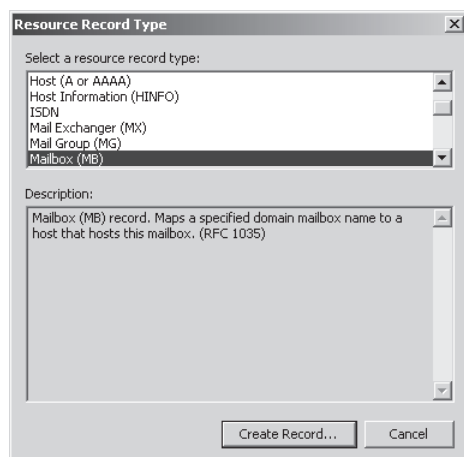 Resource Record Type
Select a resource record type:
Host (A or AAAA)
Host Information (HINFO)
ISDN
Mail Exchanger (MX)
Mail Group (MG)
Mailbox (MB)
Description:
Mailbox (MB) record. Maps a specified domain mailbox name to a
host that hosts this mailbox. (RFC 1035)
Create Record... Cancel